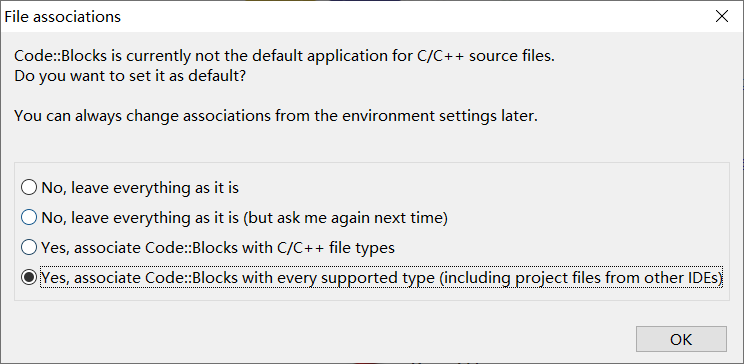 File associations
Code::Blocks is currently not the default application for C/C++ source files.
Do you want to set it as default?
You can always change associations from the environment settings later.
No, leave everything as it is
No, leave everything as it is (but ask me again next time)
Yes, associate Code::Blocks with C/C++ file types
Yes, associate Code::Blocks with every supported type (including project files from other IDEs)
OK